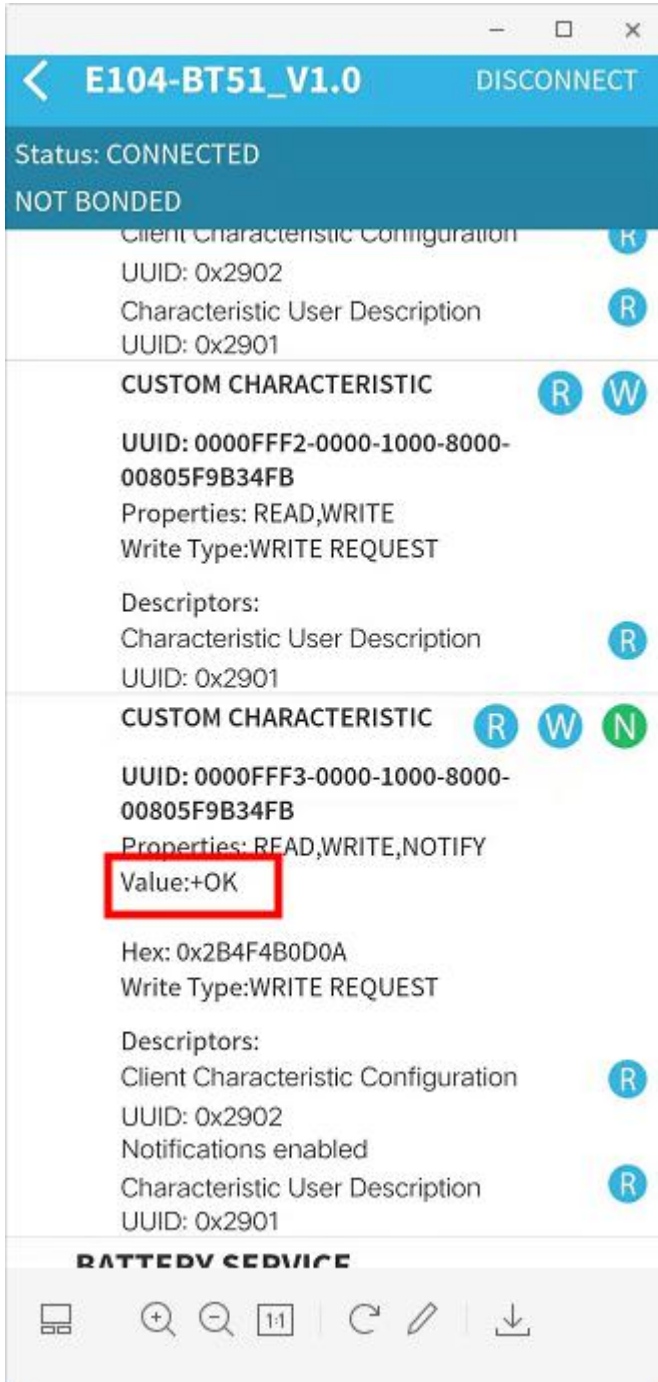 E104-BT51_V1.0 DISCONNECT
Status: CONNECTED
NOT BONDED
Client Characteristic Configuration R
UUID: 0x2902
Characteristic User Description R
UUID: 0x2901
CUSTOM CHARACTERISTIC R W
UUID: 0000FFF2-0000-1000-8000-
00805F9B34FB
Properties: READ,WRITE
Write Type:WRITE REQUEST
Descriptors:
Characteristic User Description R
UUID: 0x2901
CUSTOM CHARACTERISTIC R W N
UUID: 0000FFF3-0000-1000-8000-
00805F9B34FB
Properties: READ,WRITE,NOTIFY
Value:+OK
Hex: 0x2B4F4B0D0A
Write Type:WRITE REQUEST
Descriptors:
Client Characteristic Configuration R
UUID: 0x2902
Notifications enabled
Characteristic User Description R
UUID: 0x2901
BATTERY SERVICE
1:1